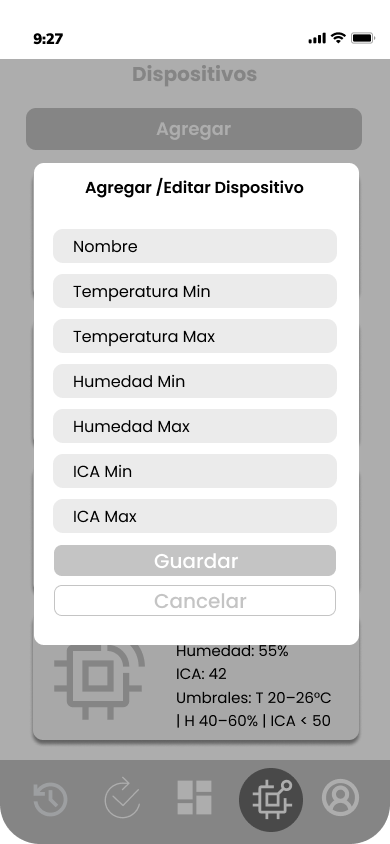 9:27
Dispositivos
Agregar
Agregar /Editar Dispositivo
Nombre
Temperatura Min
Temperatura Max
Humedad Min
Humedad Max
ICA Min
ICA Max
Guardar
Cancelar
Humedad: 55%
ICA: 42
Umbrales: T 20–26ºC
| H 40–60% | ICA < 50